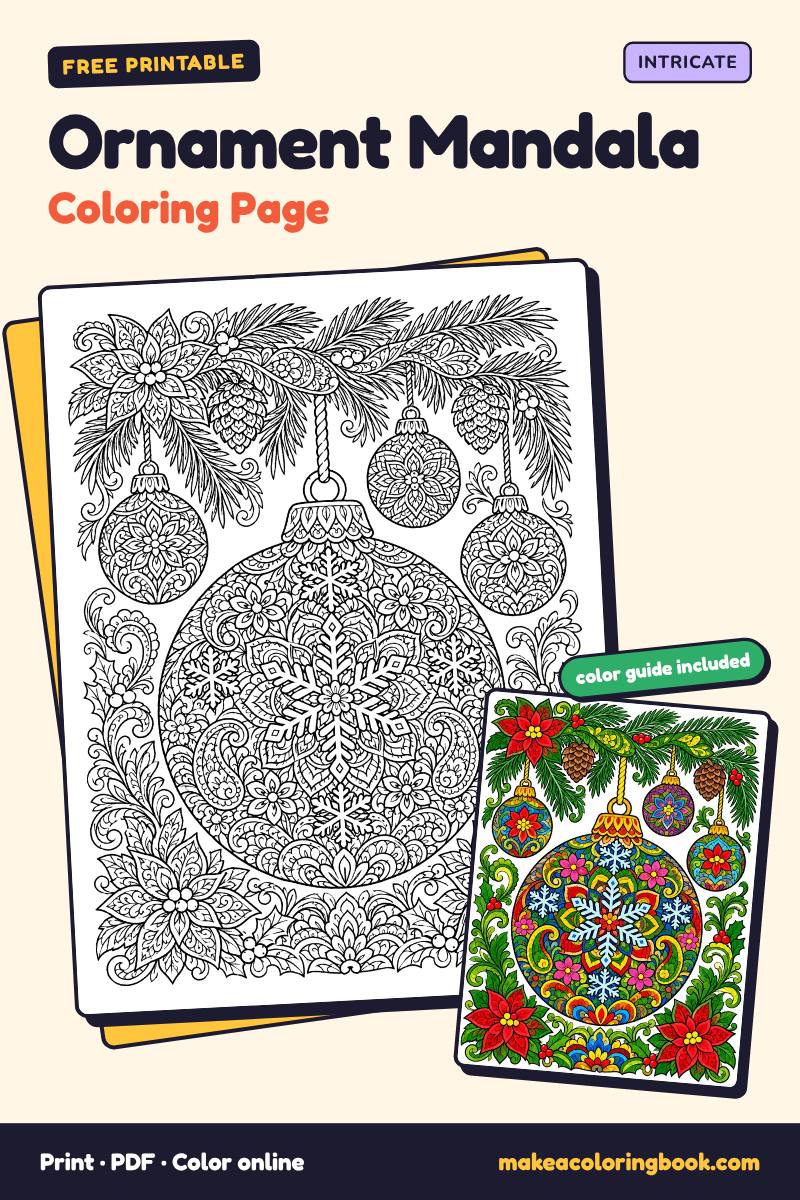 FREE PRINTABLE
INTRICATE
Ornament Mandala
Coloring Page
color guide included
Print · PDF · Color online
makeacoloringbook.com